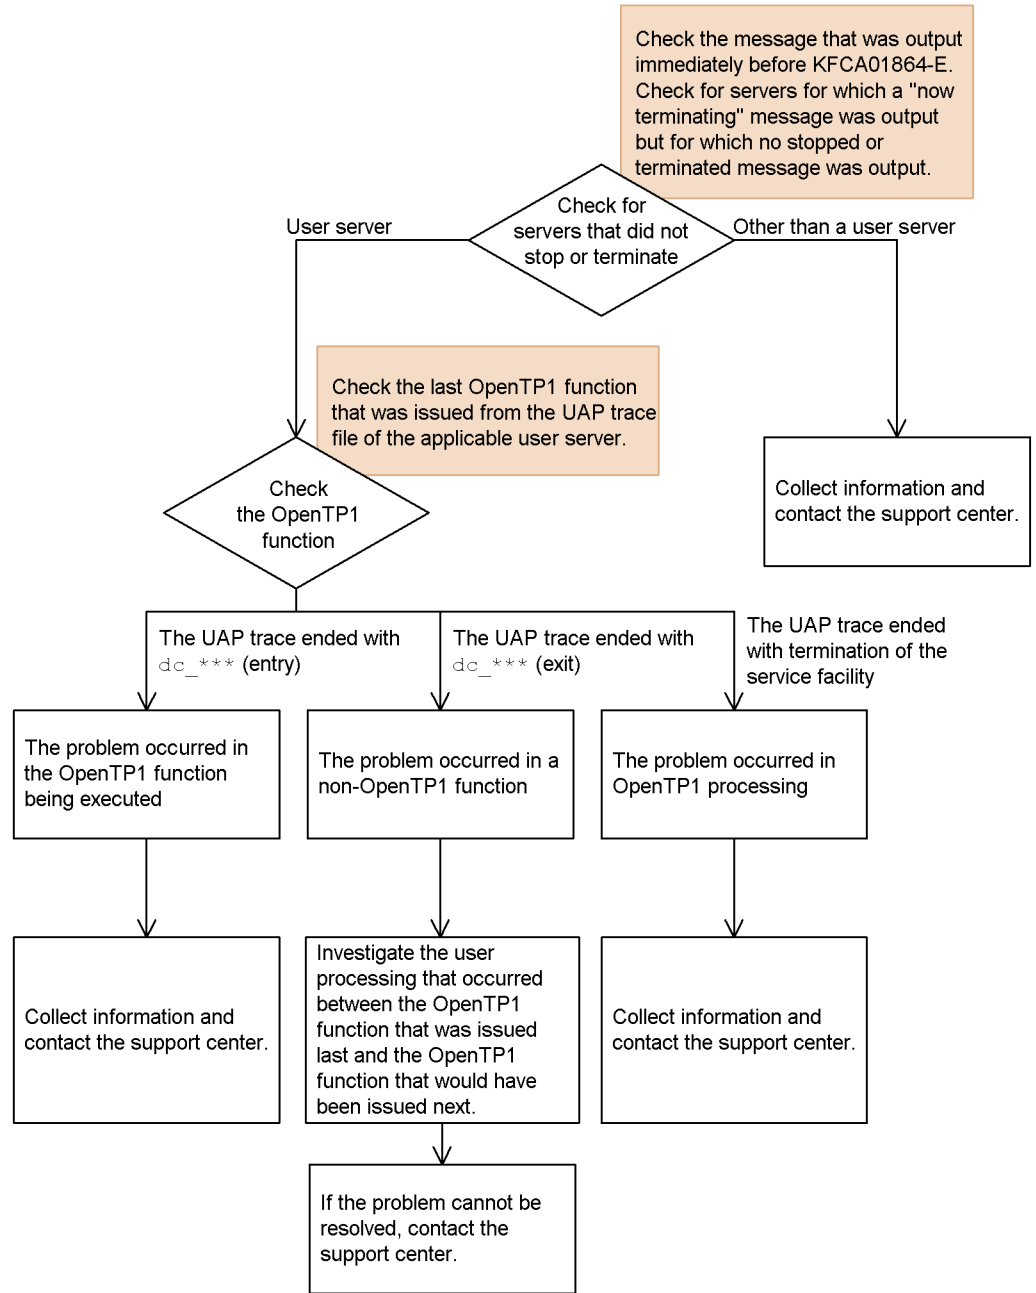 Check the message that was output
immediately before KFCA01864-E.
Check for servers for which a "now
terminating" message was output
but for which no stopped or
terminated message was output.
Check for
servers that did not
stop or terminate
User server
Other than a user server
Check the last OpenTP1 function
that was issued from the UAP trace
file of the applicable user server.
Check
the OpenTP1
function
Collect information and
contact the support center.
The UAP trace ended with
dc_*** (entry)
The UAP trace ended with
dc_*** (exit)
The UAP trace ended
with termination of the
service facility
The problem occurred in
the OpenTP1 function
being executed
The problem occurred in a
non-OpenTP1 function
The problem occurred in
OpenTP1 processing
Collect information and
contact the support center.
Investigate the user
processing that occurred
between the OpenTP1
function that was issued
last and the OpenTP1
function that would have
been issued next.
Collect information and
contact the support center.
If the problem cannot be
resolved, contact the
support center.